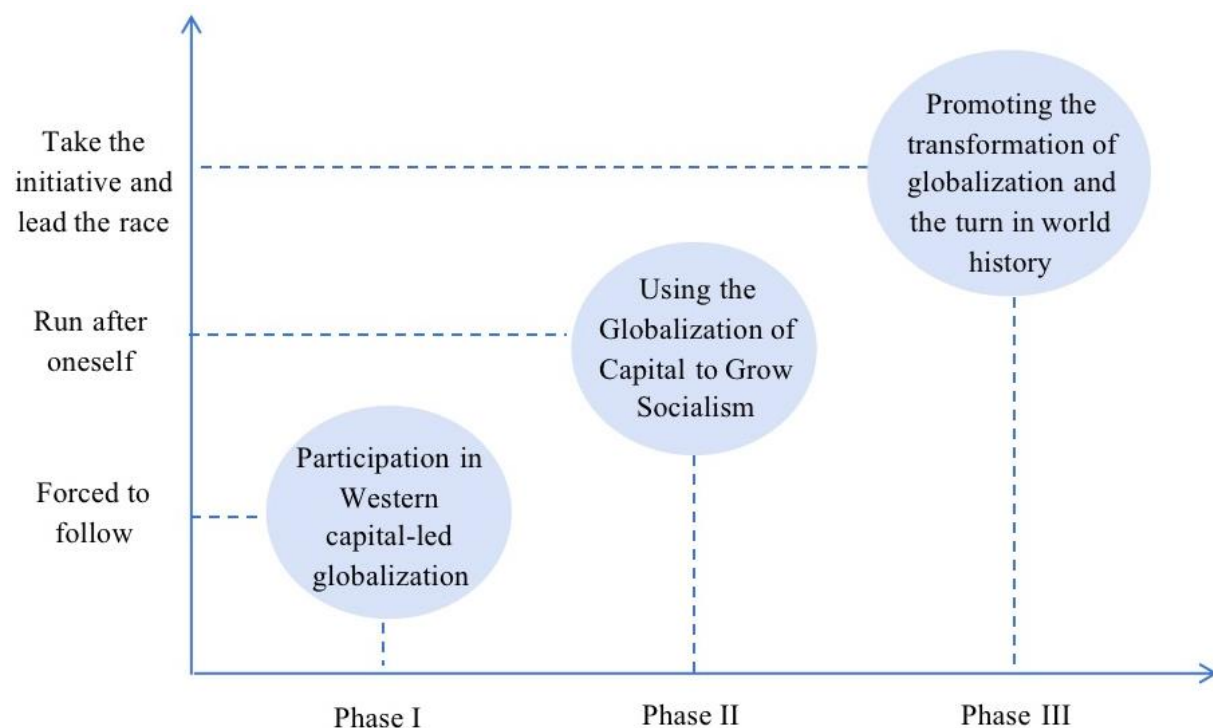 Take the
initiative and
lead the race
Run after
oneself
Forced to
follow
Participation in
Western
capital-led
globalization
Using the
Globalization of
Capital to Grow
Socialism
Promoting the
transformation of
globalization and
the turn in world
history
Phase I
Phase II
Phase III